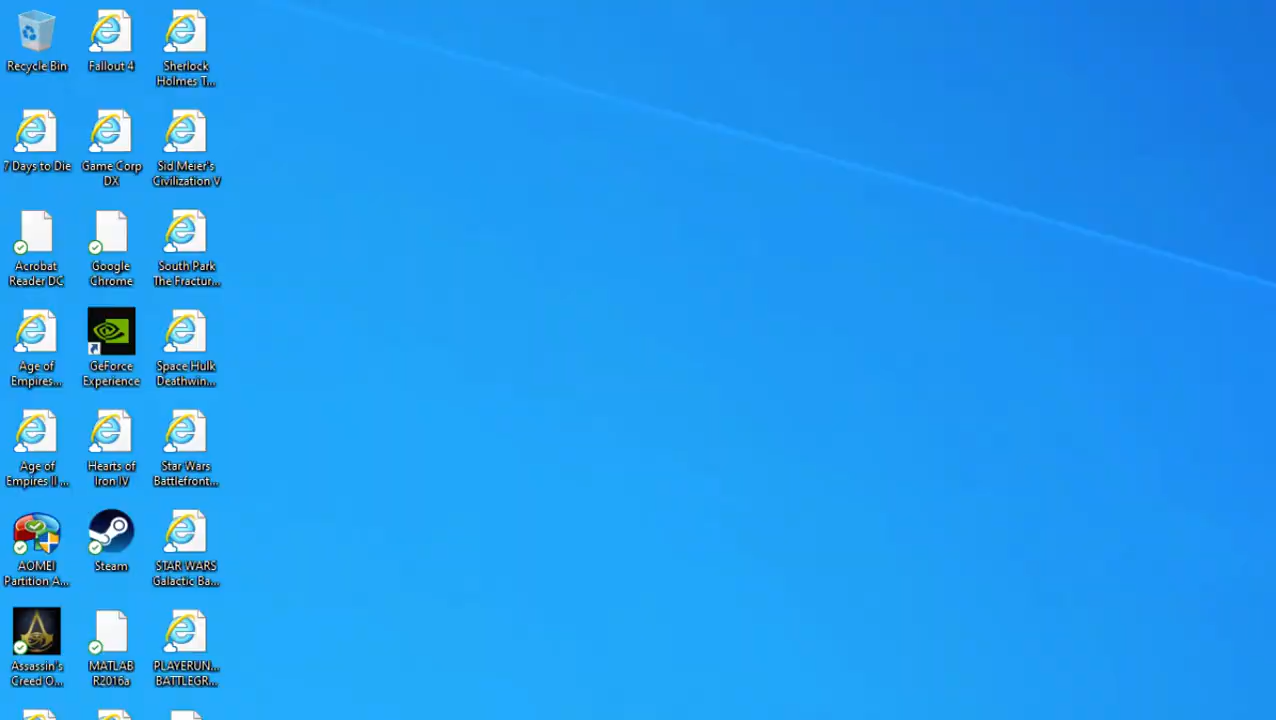 Recycle Bin
Fallout 4
Sherlock
Holmes T...
7 Days to Die
Game Corp
DX
Sid Meier's
Civilization V
Acrobat
Reader DC
Google
Chrome
South Park
The Fractur...
Age of
Empires...
GeForce
Experience
Space Hulk
Deathwin...
Age of
Empires II ...
Hearts of
Iron IV
Star Wars
Battlefront...
AOMEI
Partition A...
Steam
STAR WARS
Galactic Ba...
Assassin's
Creed O...
MATLAB
R2016a
PLAYERUN...
BATTLEGR...